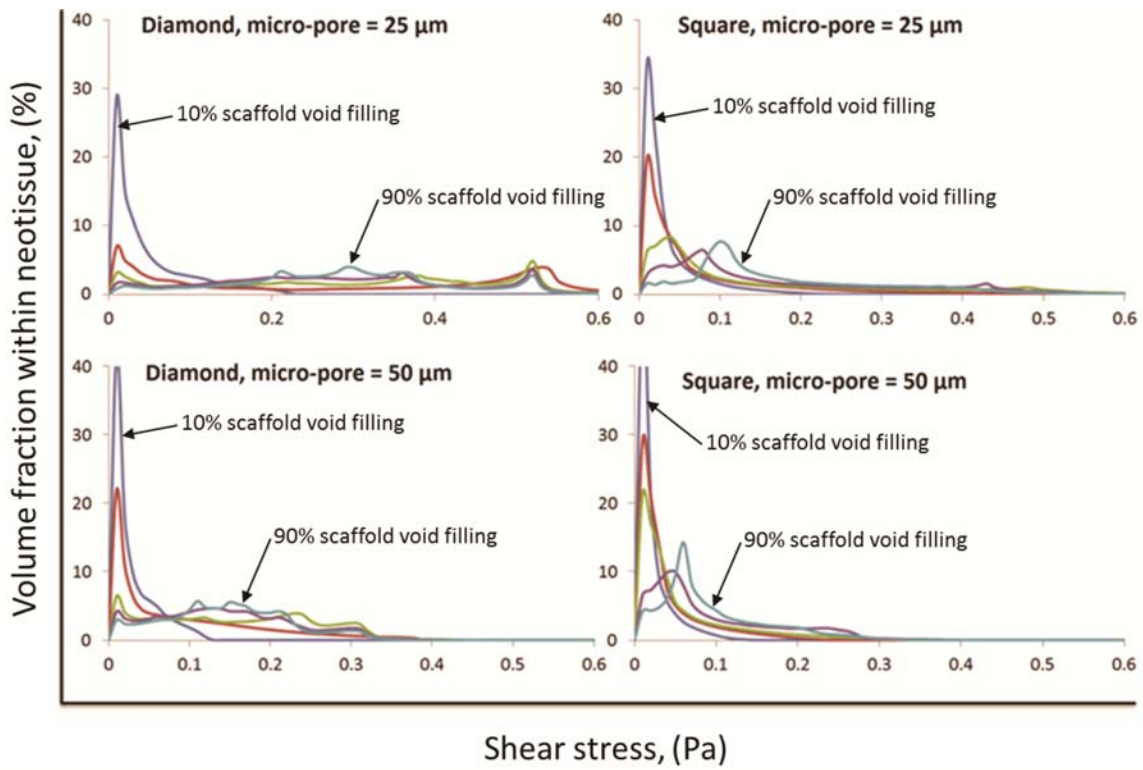 Volume fraction within neotissue, (%)
Diamond, micro-pore = 25 μm
40
30
20
10
0
10% scaffold void filling
90% scaffold void filling
0 0.2 0.4 0.6
Square, micro-pore = 25 μm
40
30
20
10
0
10% scaffold void filling
90% scaffold void filling
0 0.1 0.2 0.3 0.4 0.5 0.6
Diamond, micro-pore = 50 μm
40
30
20
10
0
10% scaffold void filling
90% scaffold void filling
0 0.1 0.2 0.3 0.4 0.5 0.6
Square, micro-pore = 50 μm
40
30
20
10
0
10% scaffold void filling
90% scaffold void filling
0 0.1 0.2 0.3 0.4 0.5 0.6
Shear stress, (Pa)